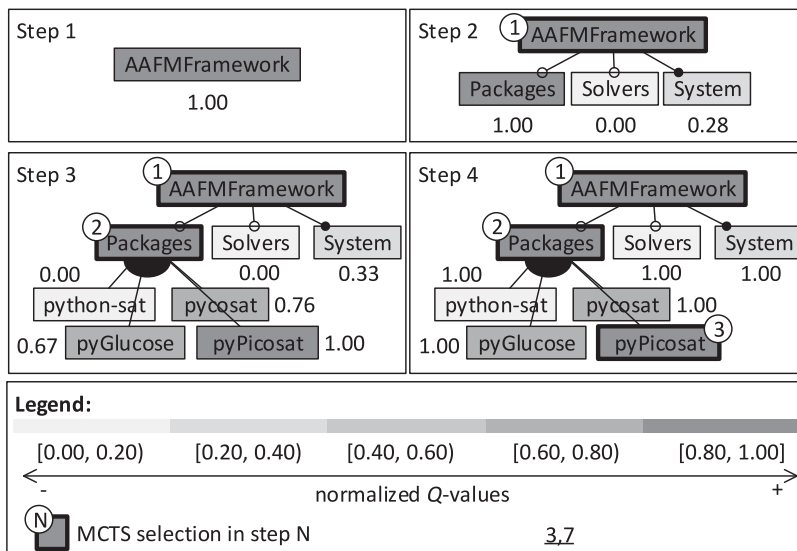 Step 1
AAFMFramework
1.00
Step 2
1
AAFMFramework
Packages Solvers System
1.00 0.00 0.28
Step 3
1
AAFMFramework
2
Packages Solvers System
0.00 0.00 0.33
python-sat pycosat 0.76
0.67 pyGlucose pyPicosat 1.00
Step 4
1
AAFMFramework
2
Packages Solvers System
1.00 1.00 1.00
python-sat pycosat 1.00
1.00 pyGlucose pyPicosat 3
Legend:
[0.00, 0.20) [0.20, 0.40) [0.40, 0.60) [0.60, 0.80) [0.80, 1.00]
- normalized Q-values +
N MCTS selection in step N 3,7